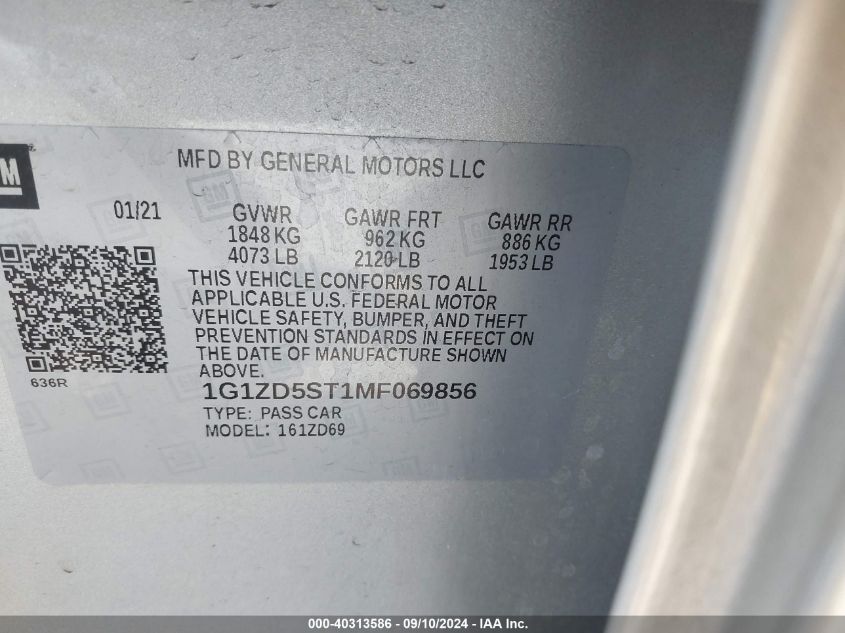 MFD BY GENERAL MOTORS LLC
01/21 GVWR GAWR FRT GAWR RR
1848 KG 962 KG 886 KG
4073 LB 2120 LB 1953 LB
THIS VEHICLE CONFORMS TO ALL
APPLICABLE U.S. FEDERAL MOTOR
VEHICLE SAFETY, BUMPER, AND THEFT
PREVENTION STANDARDS IN EFFECT ON
THE DATE OF MANUFACTURE SHOWN
ABOVE.
636R
1G1ZD5ST1MF069856
TYPE: PASS CAR
MODEL: 161ZD69
000-40313586 - 09/10/2024 - IAA Inc.